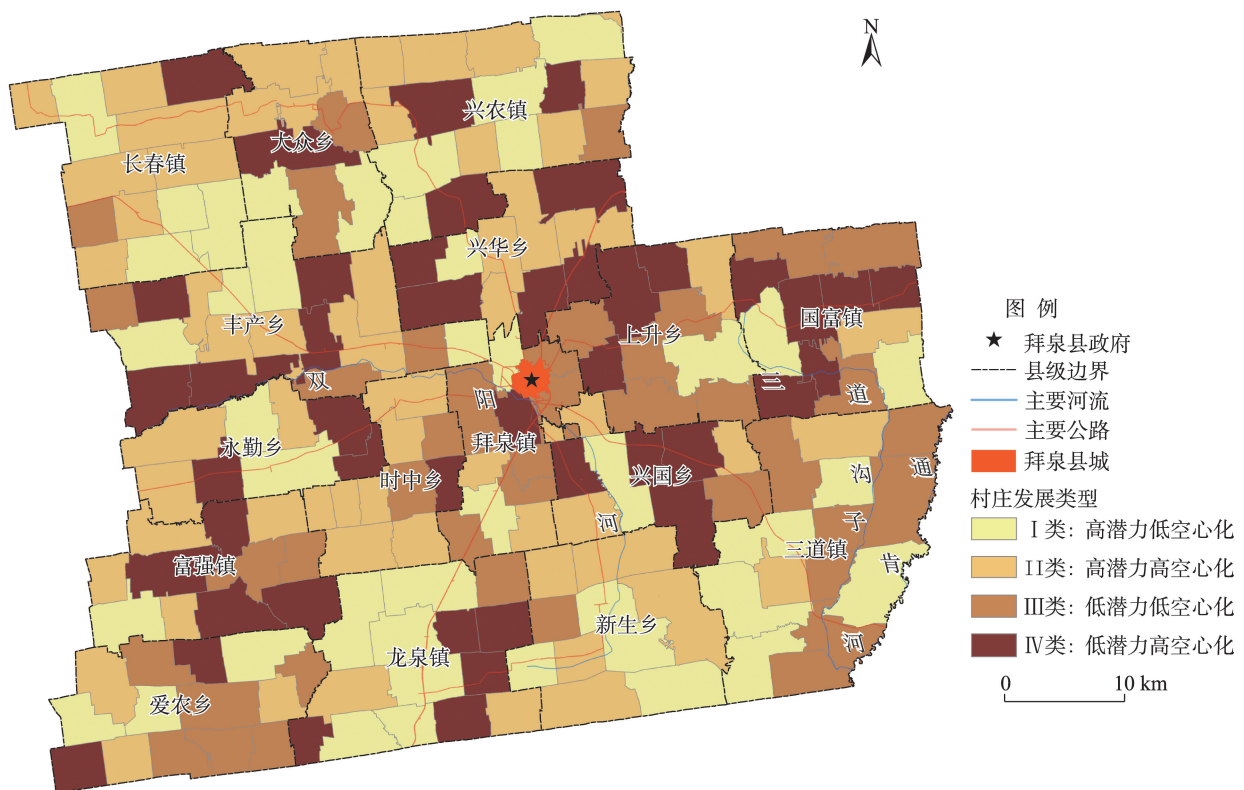 N
兴农镇
大众乡
长春镇
兴华乡
丰产乡
上升乡
国富镇
双
阳
河
三
道
沟
子
通
肯
河
永勤乡
拜泉镇
时中乡
兴国乡
三道镇
富强镇
新生乡
龙泉镇
爱农乡
图 例
拜泉县政府
县级边界
主要河流
主要公路
拜泉县城
村庄发展类型
Ⅰ类：高潜力低空心化
II类：高潜力高空心化
Ⅲ类：低潜力低空心化
Ⅳ类：低潜力高空心化
0 10 km